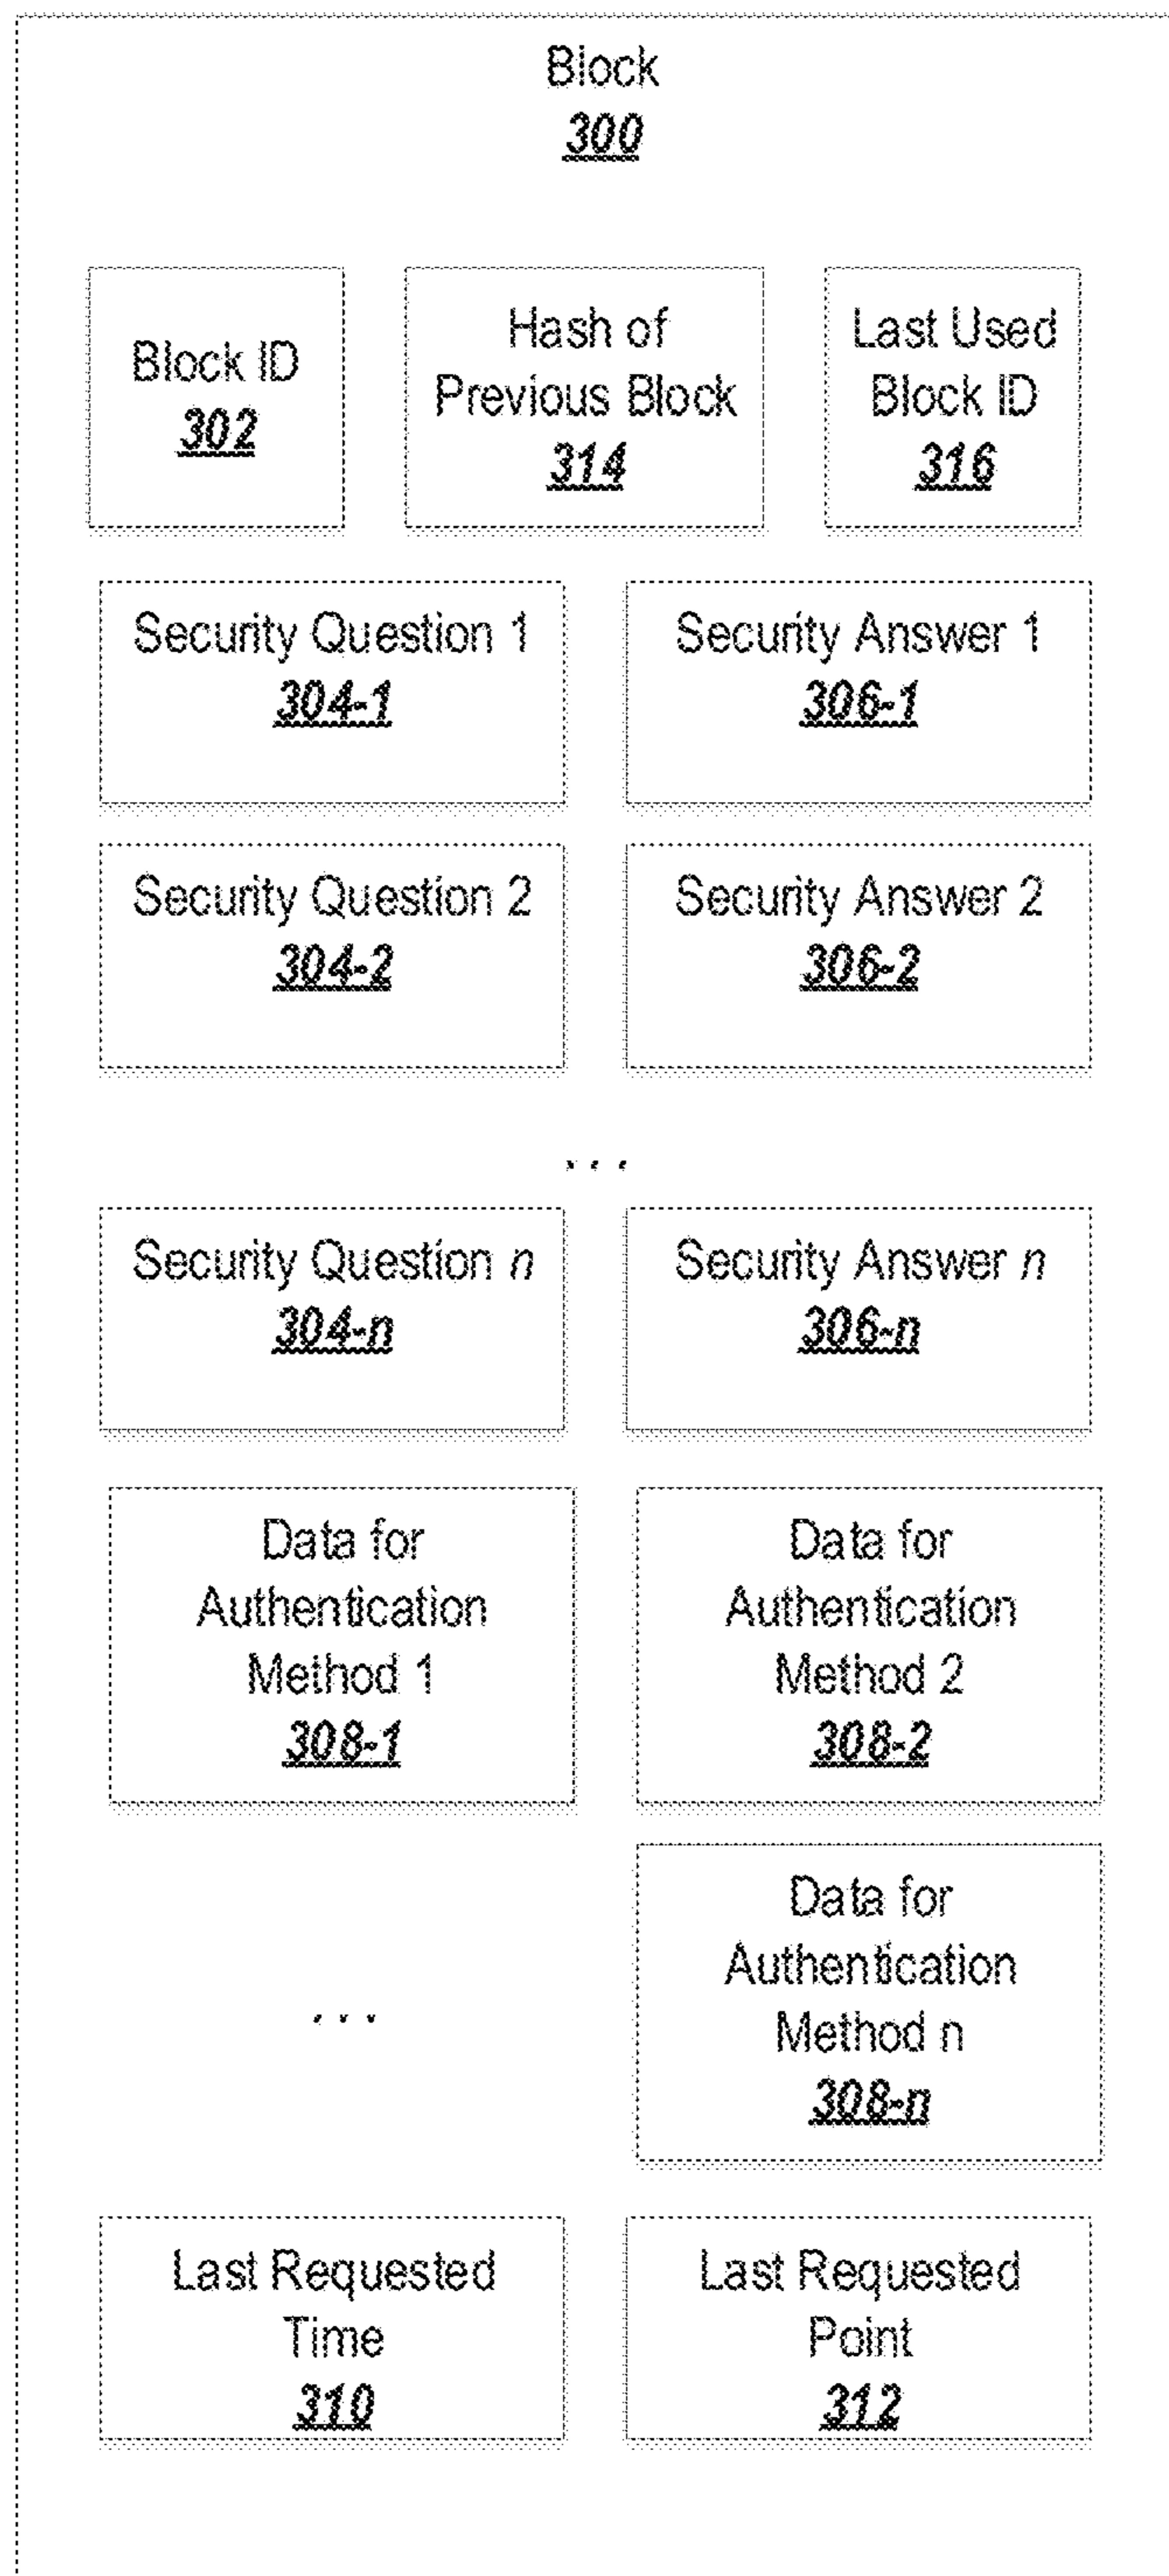 Block
300
Block ID
302
Hash of
Previous Block
314
Last Used
Block ID
316
Security Question 1
304-1
Security Answer 1
306-1
Security Question 2
304-2
Security Answer 2
306-2
...
Security Question n
304-n
Security Answer n
306-n
Data for
Authentication
Method 1
308-1
Data for
Authentication
Method 2
308-2
...
Data for
Authentication
Method n
308-n
Last Requested
Time
310
Last Requested
Point
312